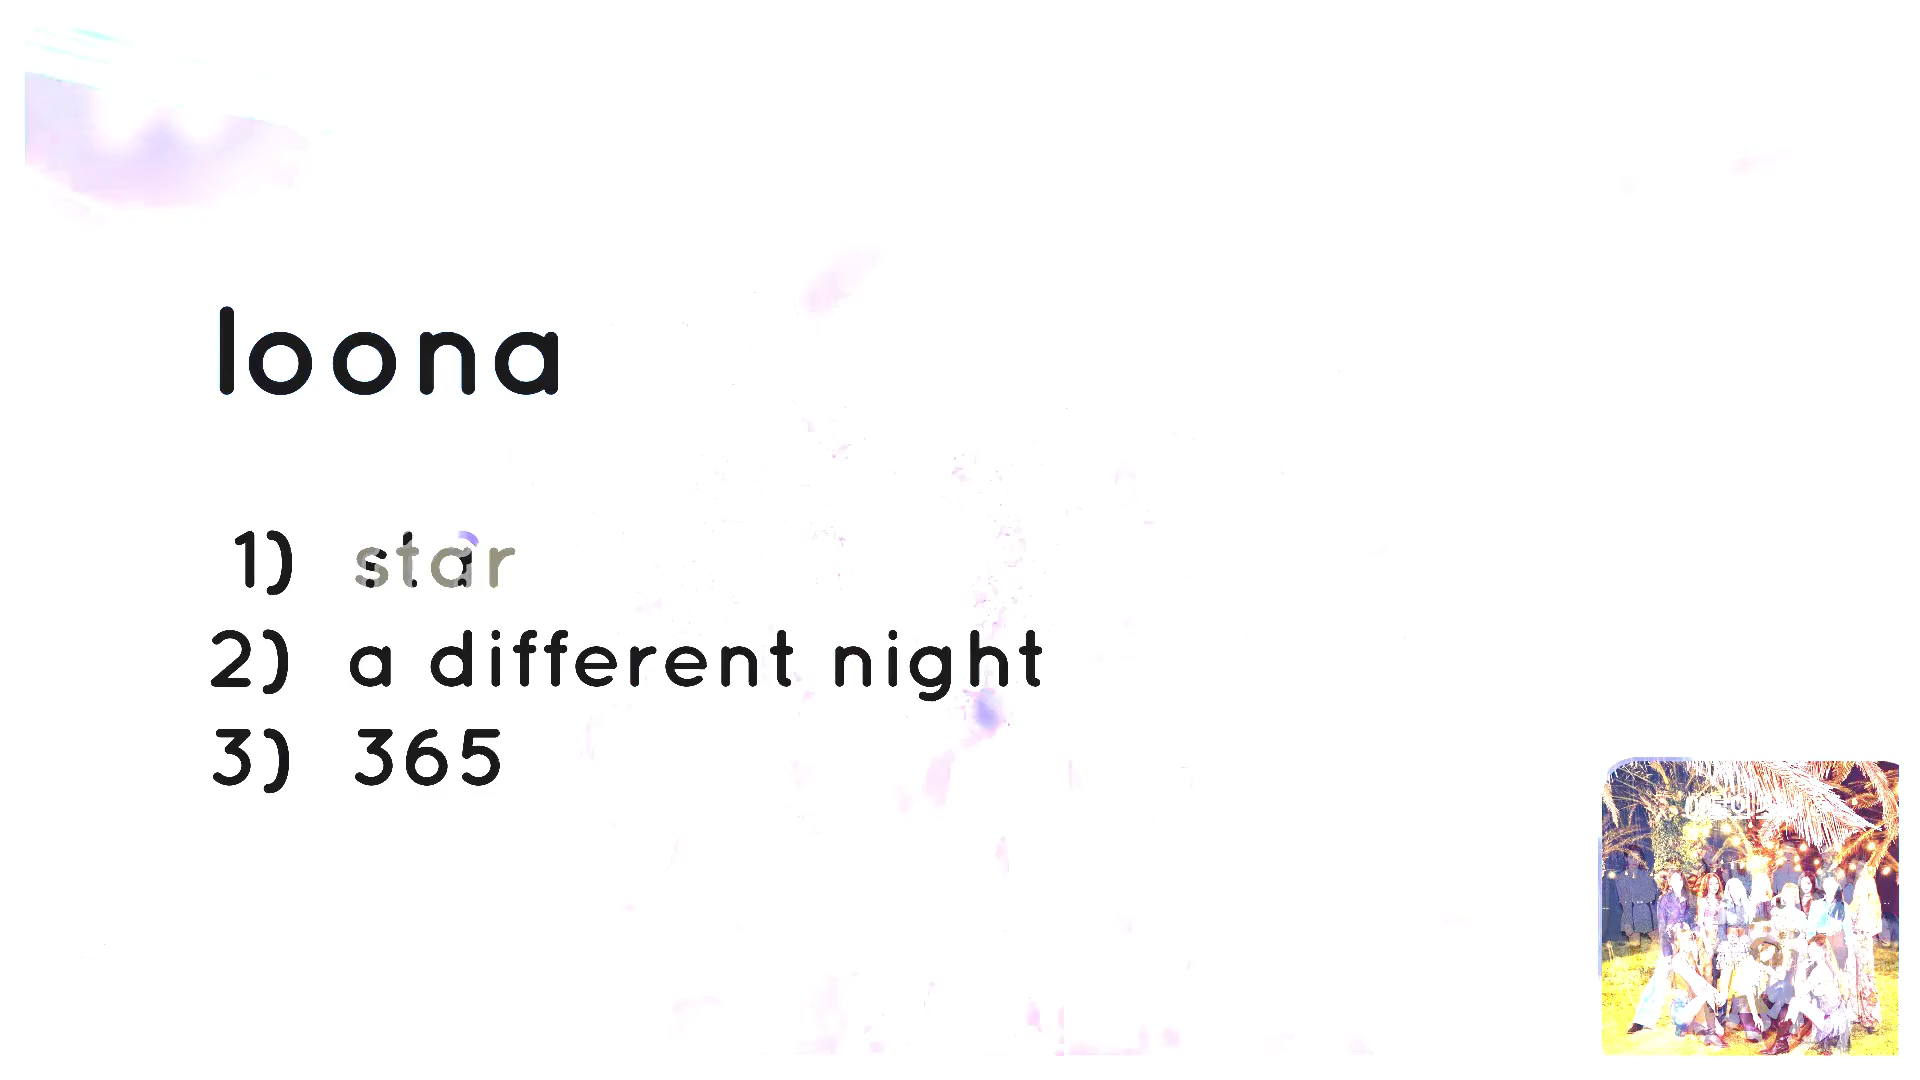 loona
1) star
2) a different night
3) 365